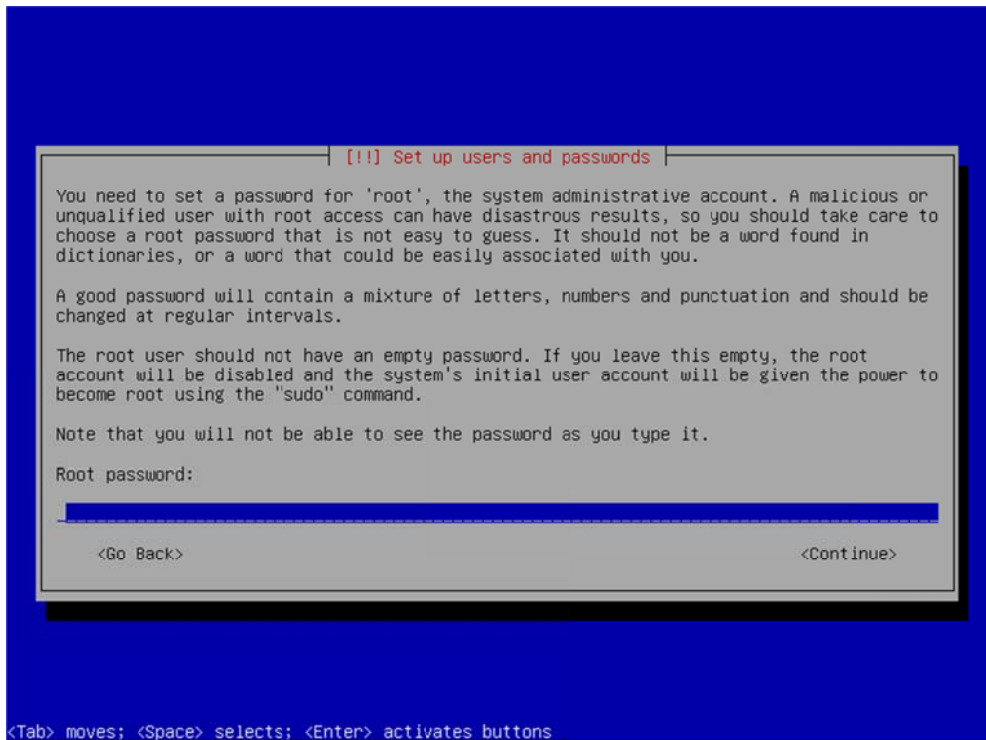 [!!] Set up users and passwords
You need to set a password for 'root', the system administrative account. A malicious or
unqualified user with root access can have disastrous results, so you should take care to
choose a root password that is not easy to guess. It should not be a word found in
dictionaries, or a word that could be easily associated with you.
A good password will contain a mixture of letters, numbers and punctuation and should be
changed at regular intervals.
The root user should not have an empty password. If you leave this empty, the root
account will be disabled and the system's initial user account will be given the power to
become root using the "sudo" command.
Note that you will not be able to see the password as you type it.
Root password:
<Go Back> <Continue>
<Tab> moves; <Space> selects; <Enter> activates buttons